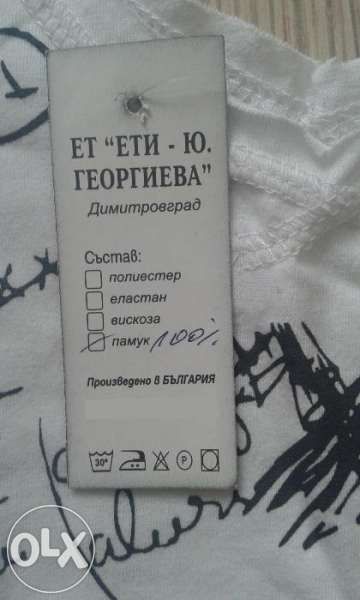 ЕТ "ЕТИ - Ю.
ГЕОРГИЕВА"
Димитровград
Състав:
полиестер
еластан
вискоза
памук 100%
Произведено в БЪЛГАРИЯ
30°
P
OLX